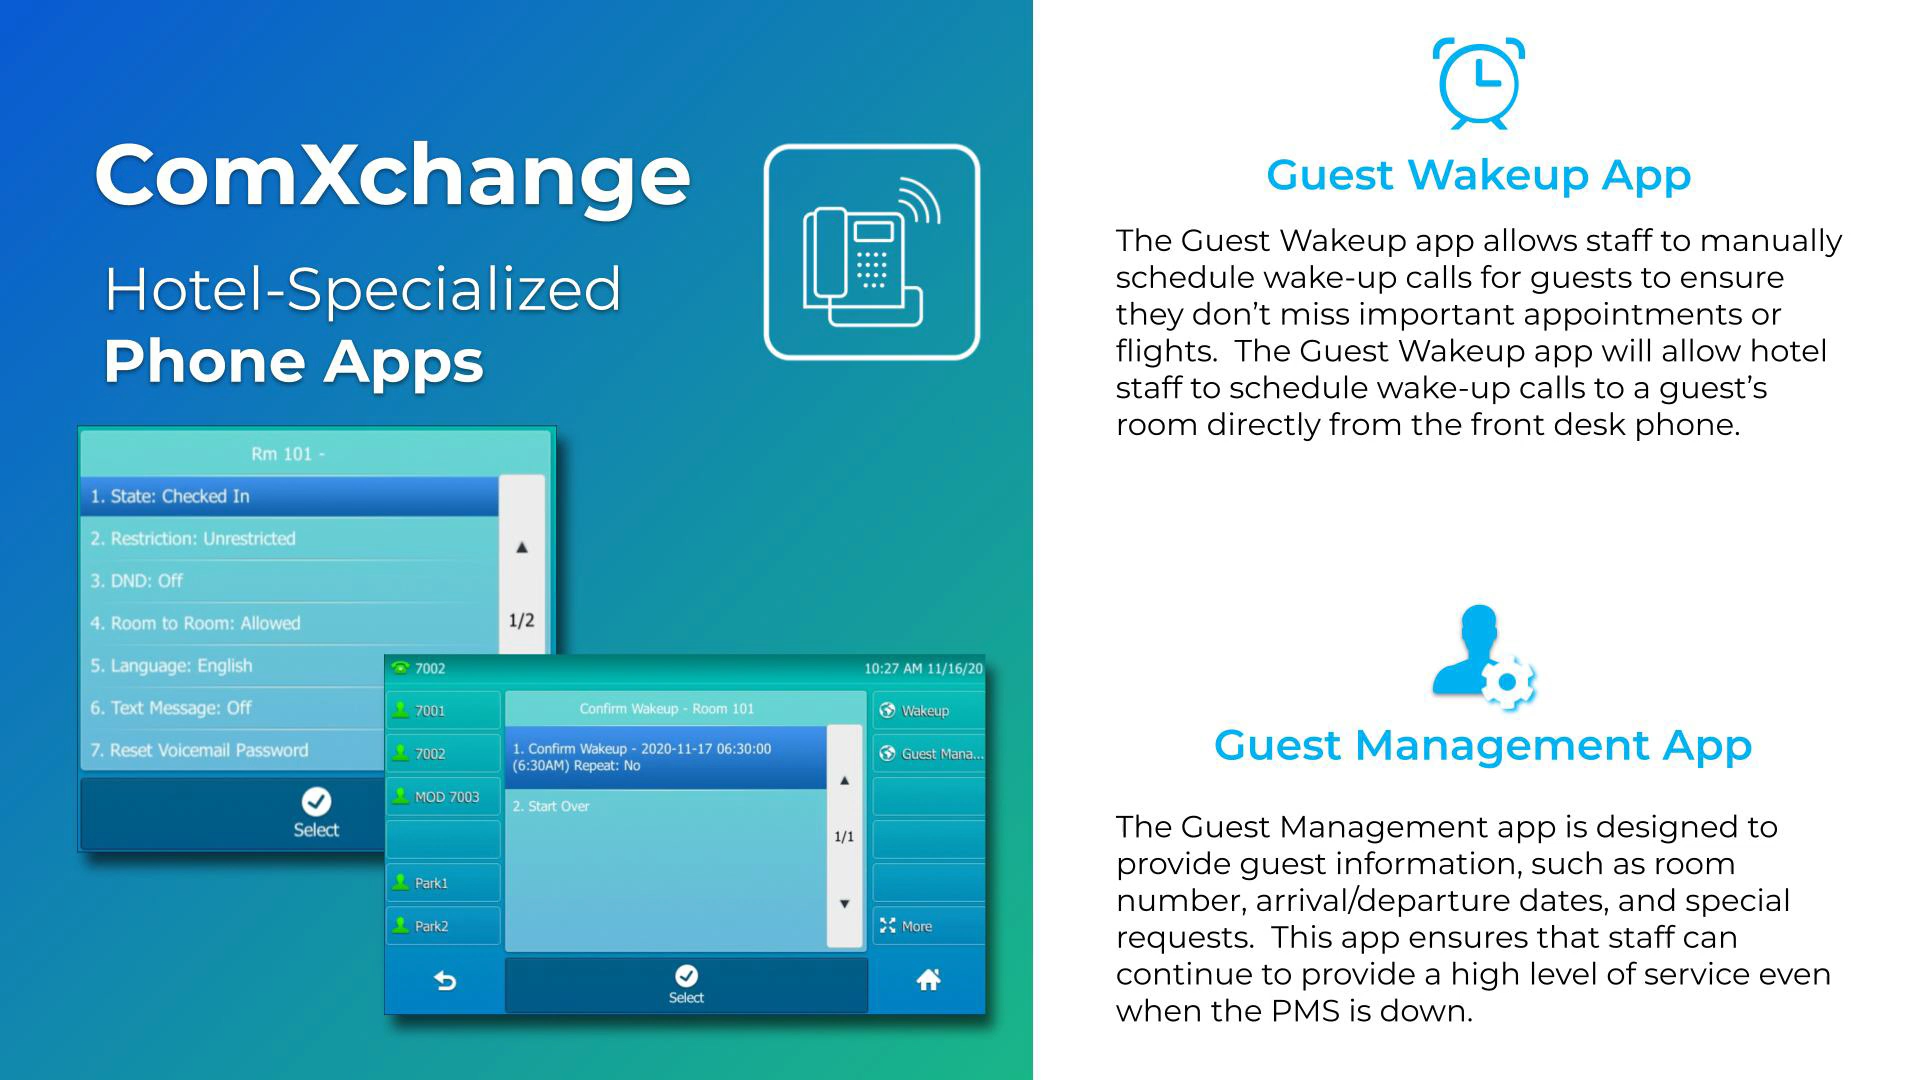 ComXchange
Hotel-Specialized
Phone Apps
Rm 101 -
1. State: Checked In
2. Restriction: Unrestricted
3. DND: Off
4. Room to Room: Allowed
5. Language: English
6. Text Message: Off
7. Reset Voicemail Password
1/2
Select
7002
10:27 AM 11/16/20
7001
7002
MOD 7003
Park1
Park2
Confirm Wakeup - Room 101
1. Confirm Wakeup - 2020-11-17 06:30:00
(6:30AM) Repeat: No
2. Start Over
1/1
Select
Wakeup
Guest Mana...
More
Guest Wakeup App
The Guest Wakeup app allows staff to manually
schedule wake-up calls for guests to ensure
they don’t miss important appointments or
flights.  The Guest Wakeup app will allow hotel
staff to schedule wake-up calls to a guest’s
room directly from the front desk phone.
Guest Management App
The Guest Management app is designed to
provide guest information, such as room
number, arrival/departure dates, and special
requests.  This app ensures that staff can
continue to provide a high level of service even
when the PMS is down.